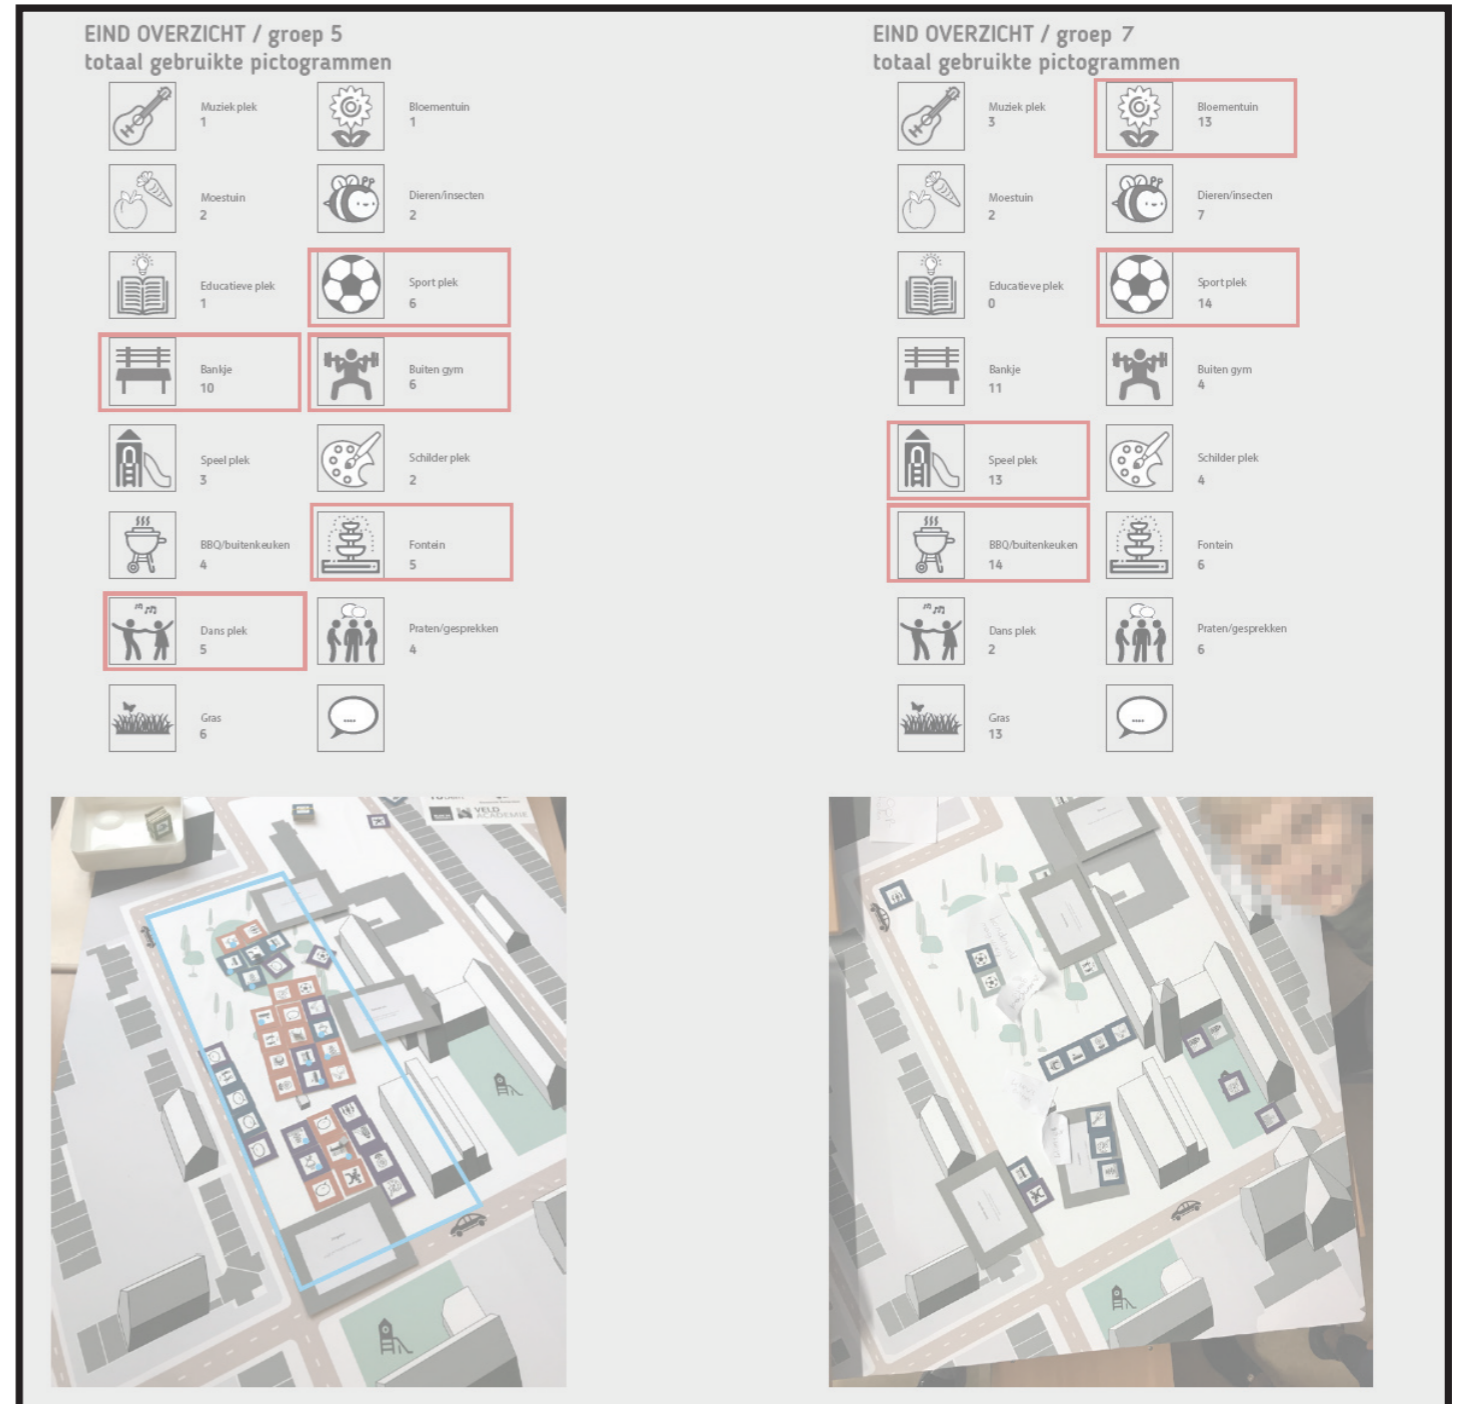 EIND OVERZICHT / groep 5
totaal gebruikte pictogrammen
Muziek plek
1
Bloementuin
1
Moestuin
2
Dieren/insecten
2
Educatieve plek
1
Sport plek
6
Bankje
10
Buiten gym
6
Speel plek
3
Schilder plek
2
BBQ/buitenkeuken
4
Fontein
5
Dans plek
5
Praten/gesprekken
4
Gras
6
....
EIND OVERZICHT / groep 7
totaal gebruikte pictogrammen
Muziek plek
3
Bloementuin
13
Moestuin
2
Dieren/insecten
7
Educatieve plek
0
Sport plek
14
Bankje
11
Buiten gym
4
Speel plek
13
Schilder plek
4
BBQ/buitenkeuken
14
Fontein
6
Dans plek
2
Praten/gesprekken
6
Gras
13
....
VELD
ACADEMIE